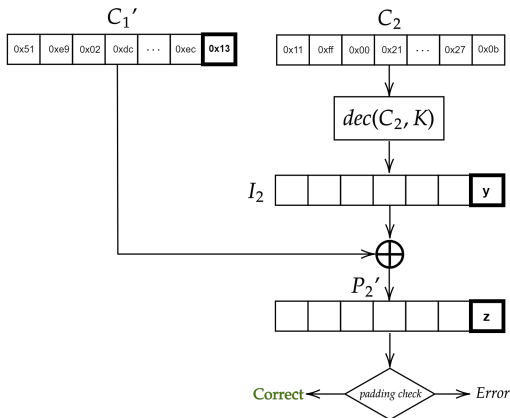 C₁′
C₂
0x51 0xe9 0x02 0xdc ··· 0xec 0x13
0x11 0xff 0x00 0x21 ··· 0x27 0x0b
dec(C₂, K)
I₂
y
P₂′
z
Correct
padding check
Error